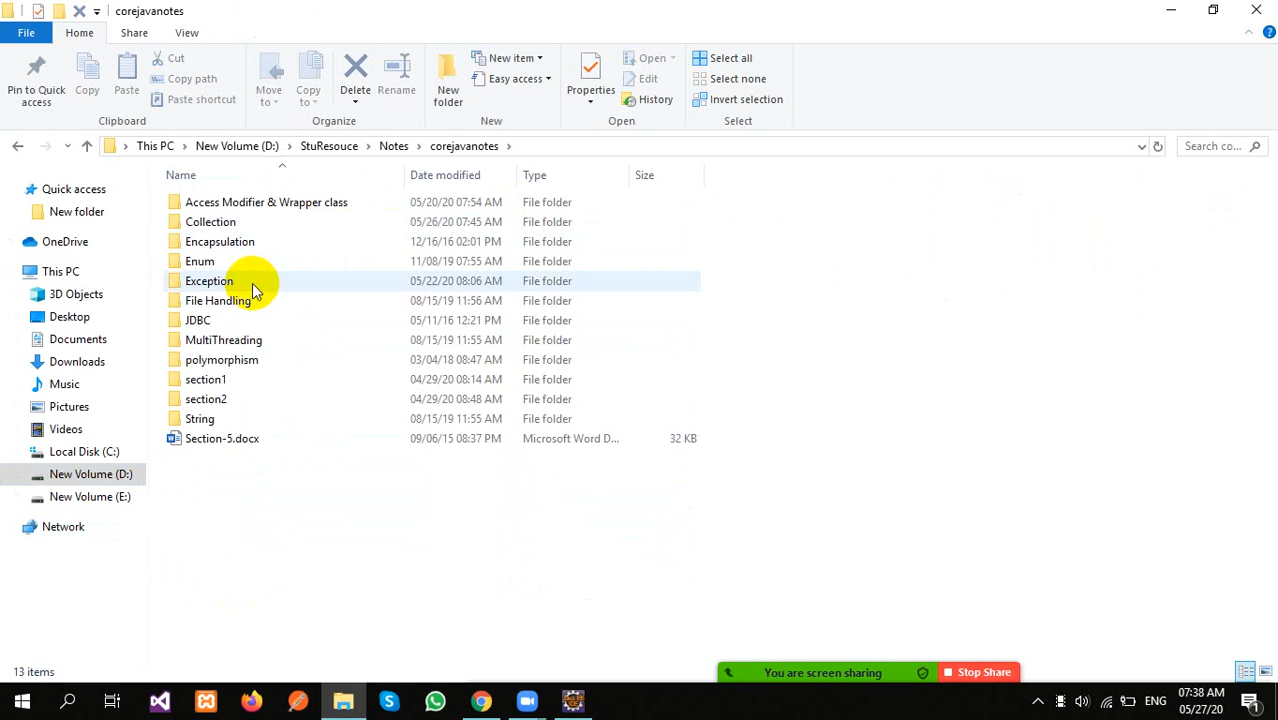 corejavanotes
File Home Share View
Pin to Quick access
Copy
Paste
Cut
Copy path
Paste shortcut
Clipboard
Move to
Copy to
Delete
Rename
Organize
New folder
New item
Easy access
New
Properties
Open
Edit
History
Open
Select all
Select none
Invert selection
Select
This PC > New Volume (D:) > StuResouce > Notes > corejavanotes >
Search co...
Quick access
New folder
OneDrive
This PC
3D Objects
Desktop
Documents
Downloads
Music
Pictures
Videos
Local Disk (C:)
New Volume (D:)
New Volume (E:)
Network
Name Date modified Type Size
Access Modifier & Wrapper class 05/20/20 07:54 AM File folder
Collection 05/26/20 07:45 AM File folder
Encapsulation 12/16/16 02:01 PM File folder
Enum 11/08/19 07:55 AM File folder
Exception 05/22/20 08:06 AM File folder
File Handling 08/15/19 11:56 AM File folder
JDBC 05/11/16 12:21 PM File folder
MultiThreading 08/15/19 11:55 AM File folder
polymorphism 03/04/18 08:47 AM File folder
section1 04/29/20 08:14 AM File folder
section2 04/29/20 08:48 AM File folder
String 08/15/19 11:55 AM File folder
Section-5.docx 09/06/15 08:37 PM Microsoft Word D... 32 KB
13 items
You are screen sharing Stop Share
ENG
07:38 AM
05/27/20
1